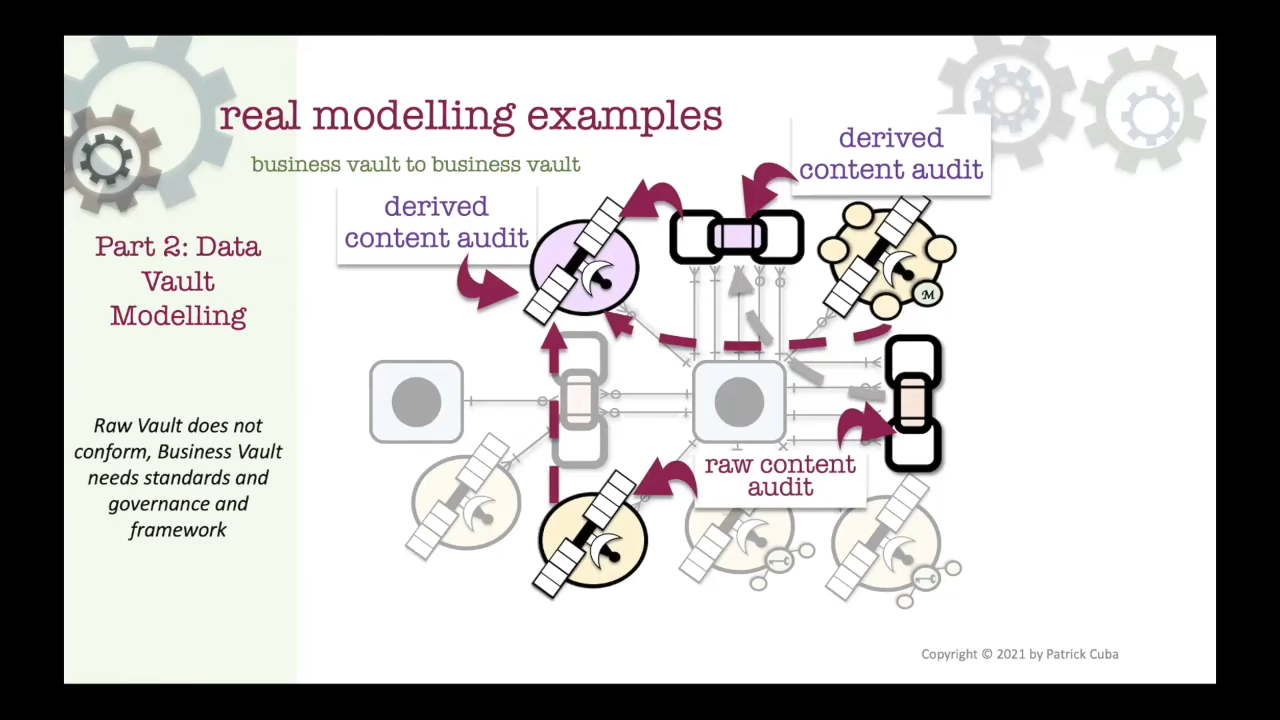 real modelling examples
business vault to business vault
derived
content audit
derived
content audit
Part 2: Data
Vault
Modelling
M
Raw Vault does not
conform, Business Vault
needs standards and
governance and
framework
raw content
audit
Copyright © 2021 by Patrick Cuba